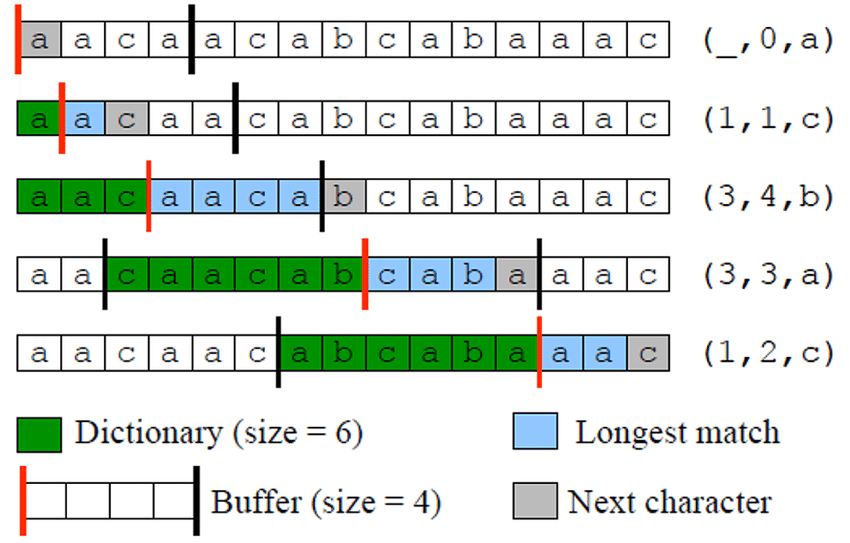 a a c a a c a b c a b a a a c (_,0,a)
a a c a a c a b c a b a a a c (1,1,c)
a a c a a c a b c a b a a a c (3,4,b)
a a c a a c a b c a b a a a c (3,3,a)
a a c a a c a b c a b a a a c (1,2,c)
Dictionary (size = 6) Longest match
Buffer (size = 4) Next character